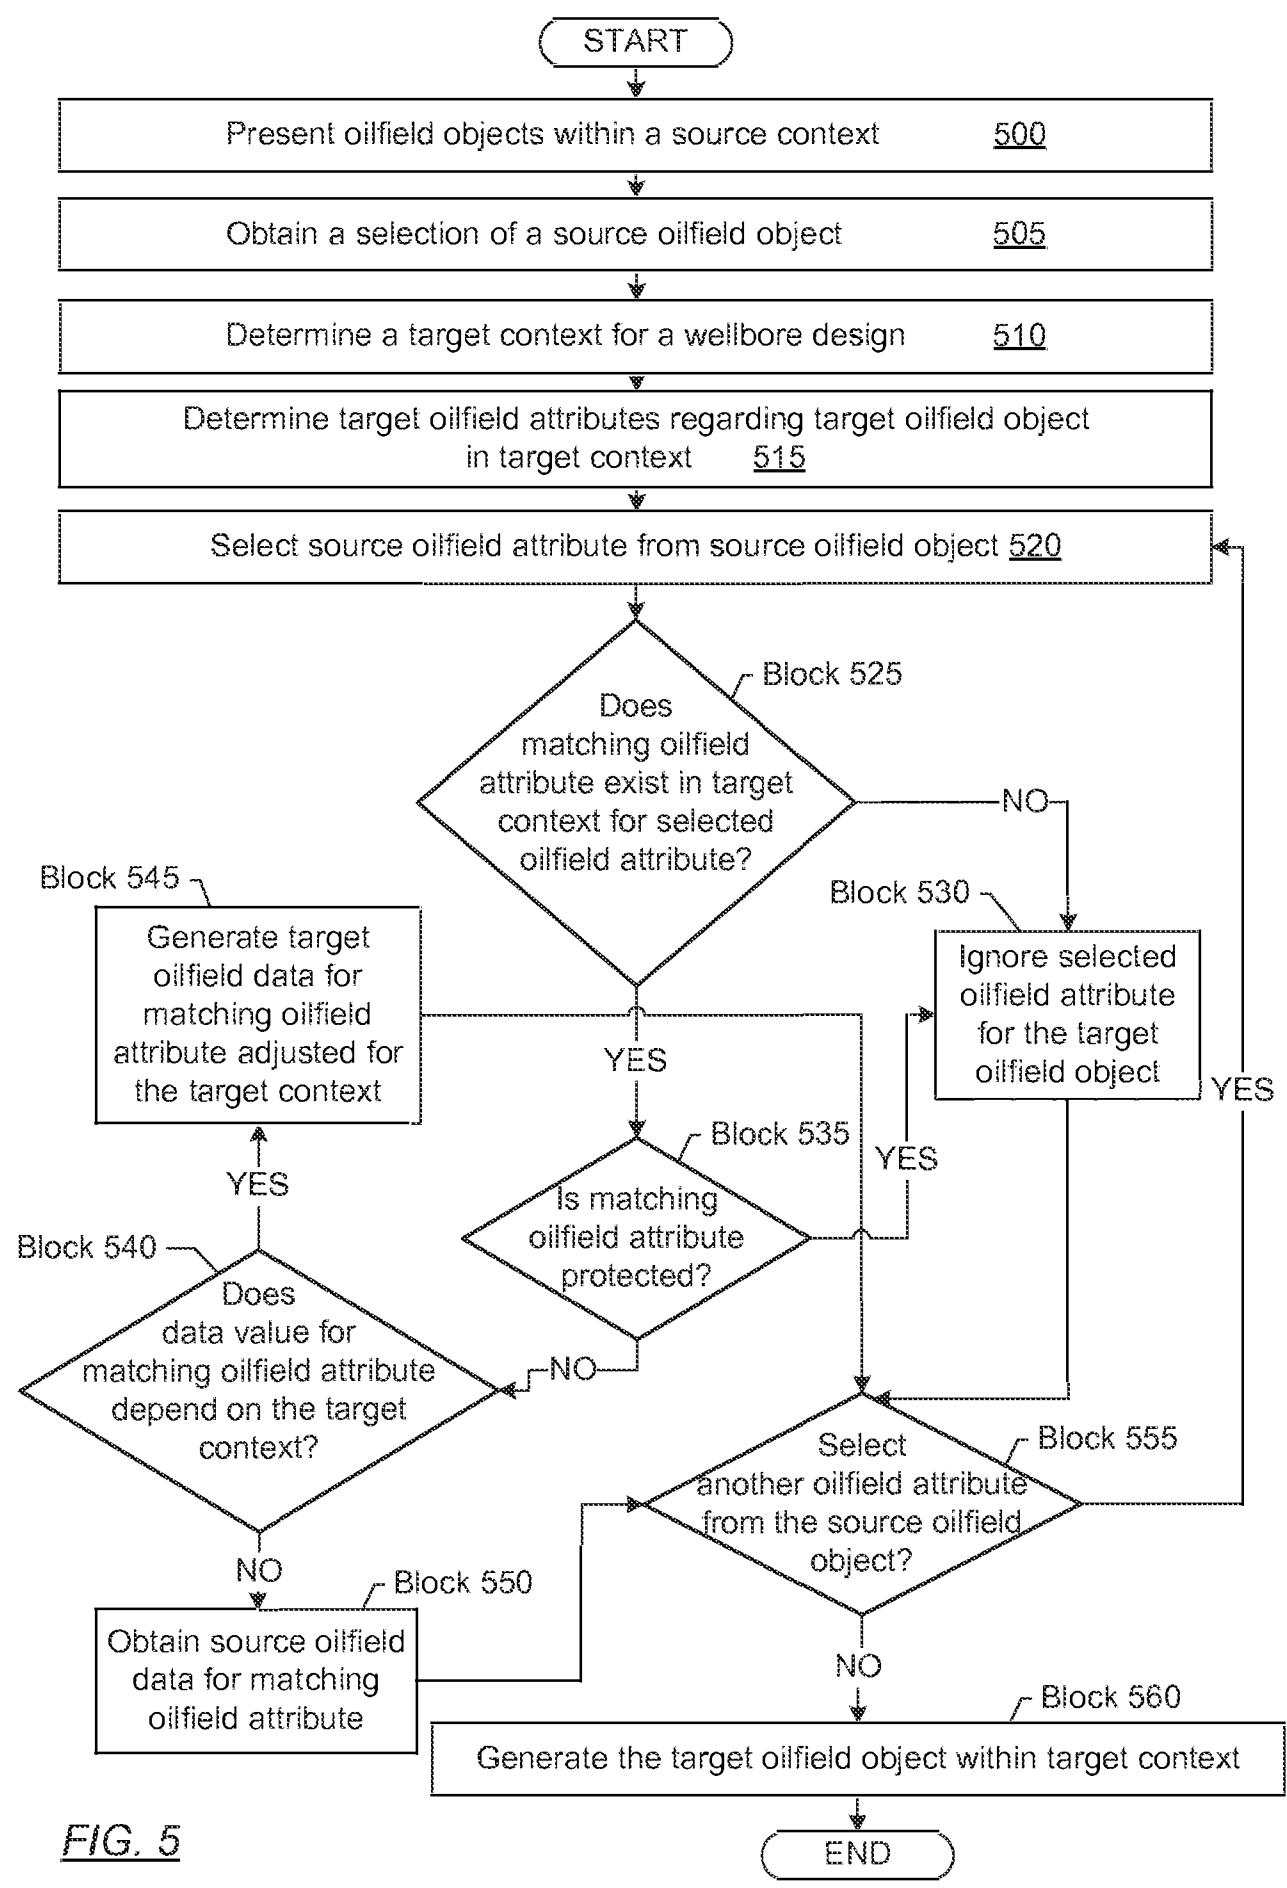 START
Present oilfield objects within a source context 500
Obtain a selection of a source oilfield object 505
Determine a target context for a wellbore design 510
Determine target oilfield attributes regarding target oilfield object
in target context 515
Select source oilfield attribute from source oilfield object 520
Block 525
Does
matching oilfield
attribute exist in target
context for selected
oilfield attribute?
NO
YES
Block 530
Ignore selected
oilfield attribute
for the target
oilfield object
Block 535
Is matching
oilfield attribute
protected?
YES
NO
Block 540
Does
data value for
matching oilfield attribute
depend on the target
context?
YES
NO
Block 545
Generate target
oilfield data for
matching oilfield
attribute adjusted for
the target context
Block 550
Obtain source oilfield
data for matching
oilfield attribute
Block 555
Select
another oilfield attribute
from the source oilfield
object?
YES
NO
Block 560
Generate the target oilfield object within target context
END
FIG. 5